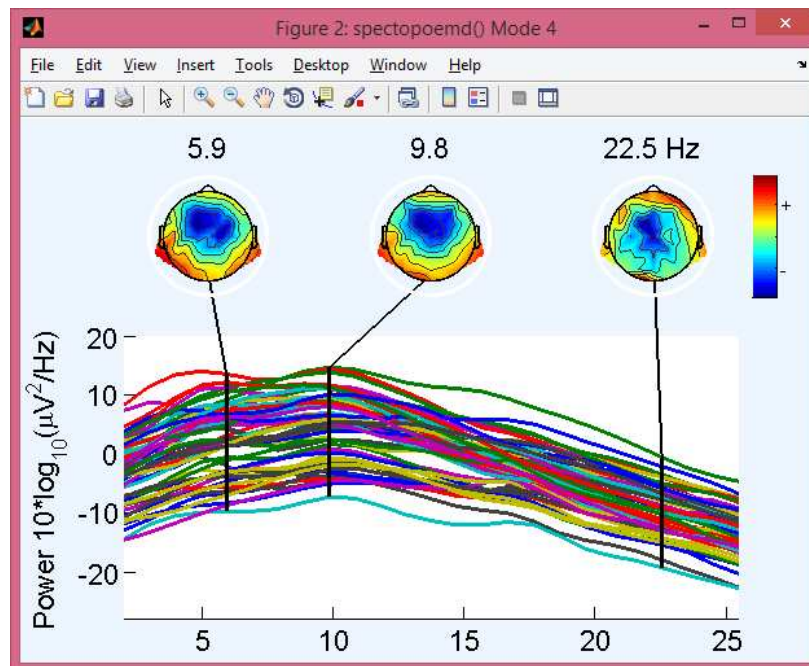 Figure 2: spectopoemd() Mode 4
File Edit View Insert Tools Desktop Window Help
5.9 9.8 22.5 Hz
+
-
Power 10*log10(μV2/Hz)
20
10
0
-10
-20
5 10 15 20 25